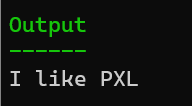 Output
------
I like PXL